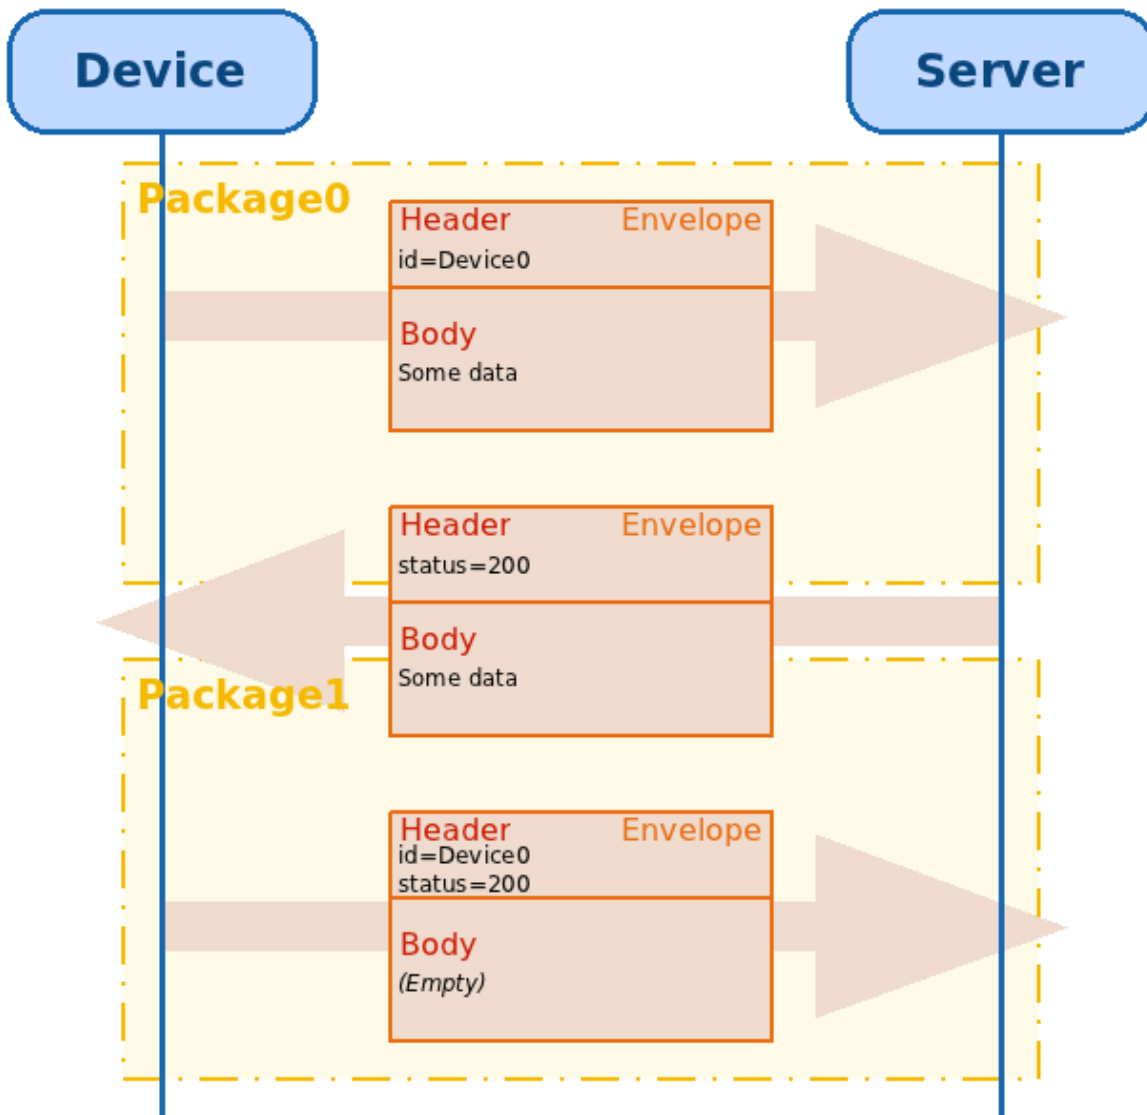 Device
Server
Package0
Header Envelope
id=Device0
Body
Some data
Header Envelope
status=200
Body
Some data
Package1
Header Envelope
id=Device0
status=200
Body
(Empty)